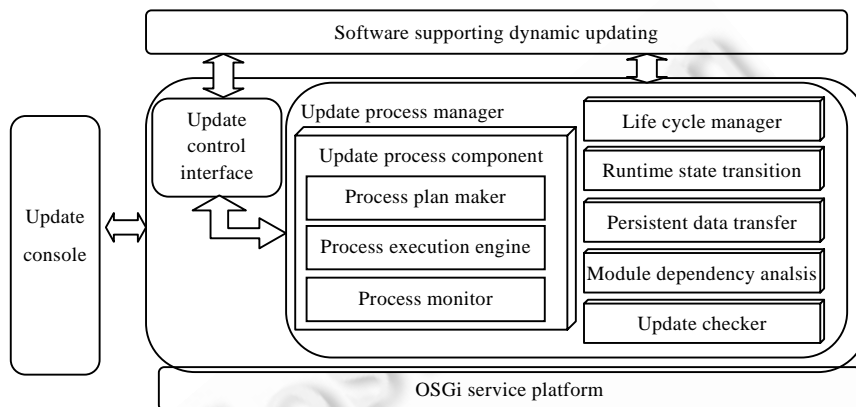 Software supporting dynamic updating
Update
control
interface
Update process manager
Update process component
Process plan maker
Process execution engine
Process monitor
Life cycle manager
Runtime state transition
Persistent data transfer
Module dependency analsis
Update checker
Update
console
OSGi service platform